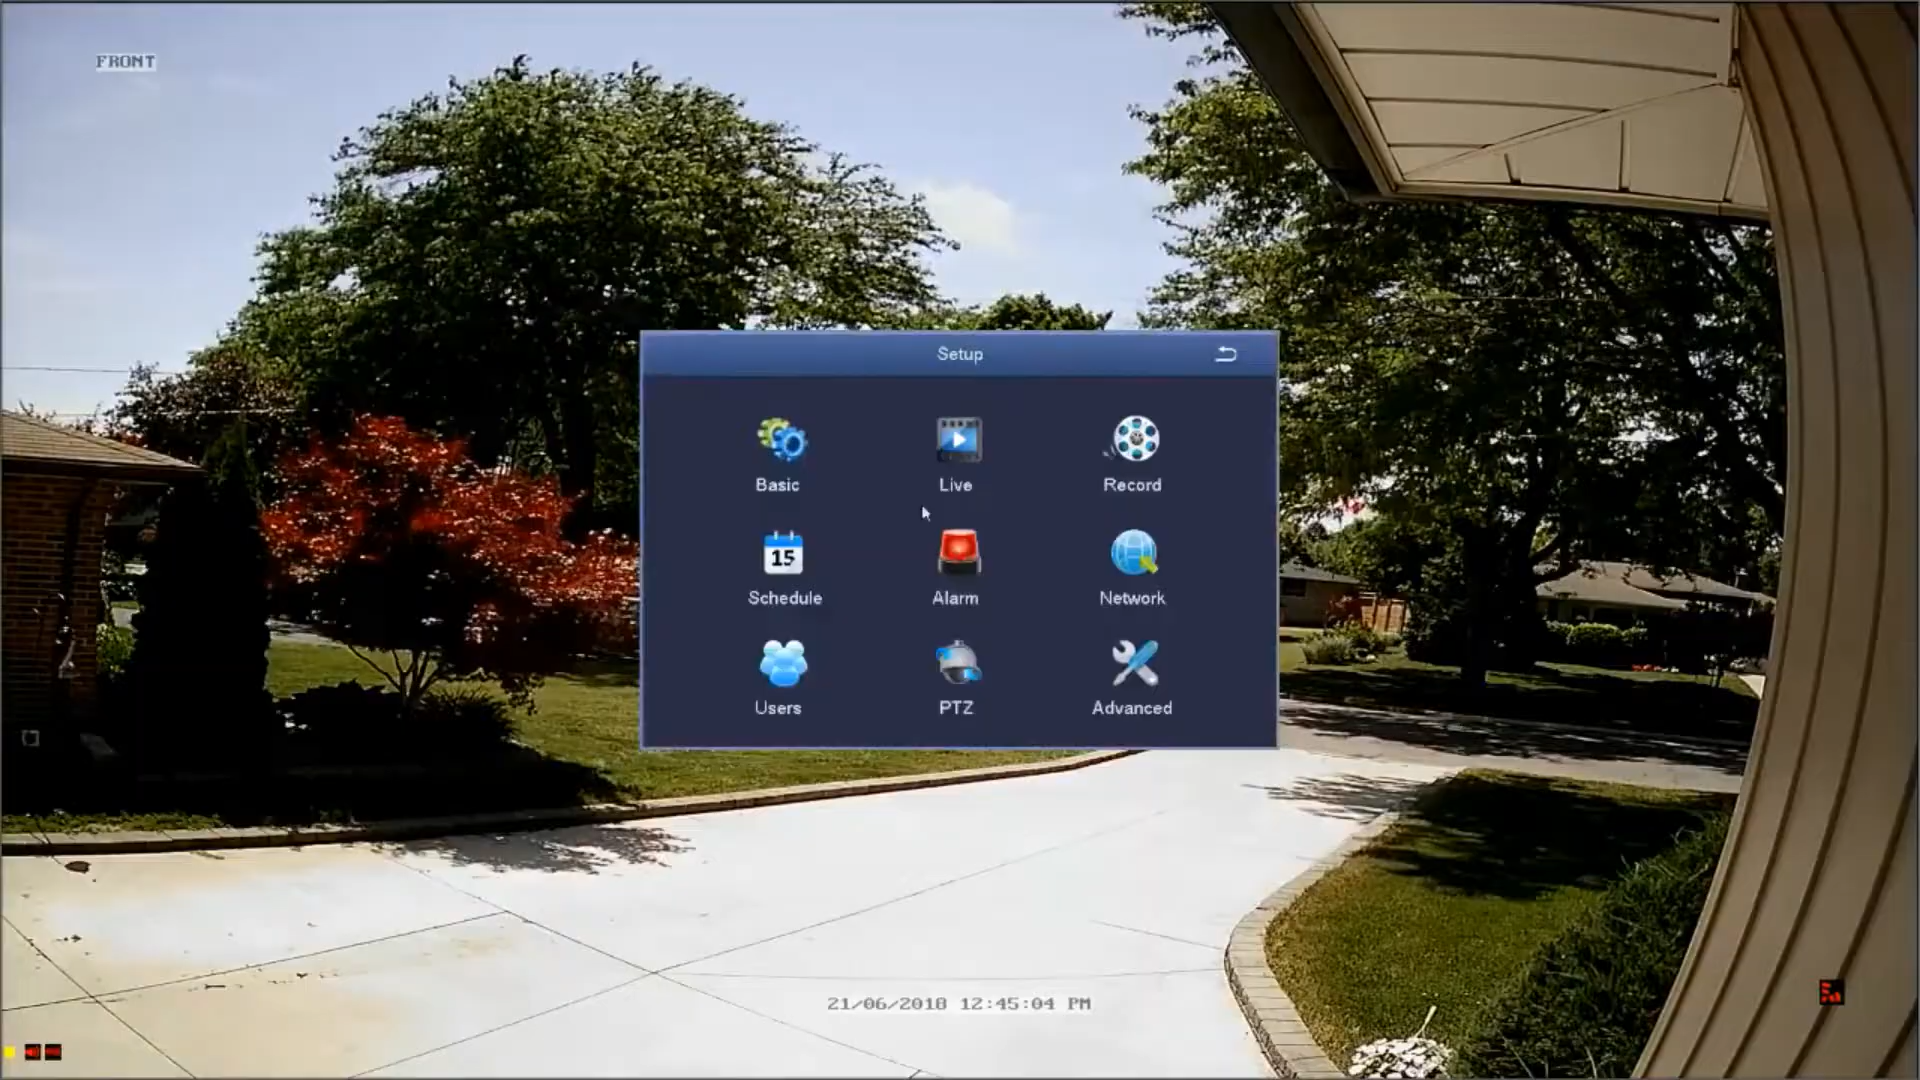 FRONT
Setup
Basic
Live
Record
15
Schedule
Alarm
Network
Users
PTZ
Advanced
21/06/2018 12:45:04 PM